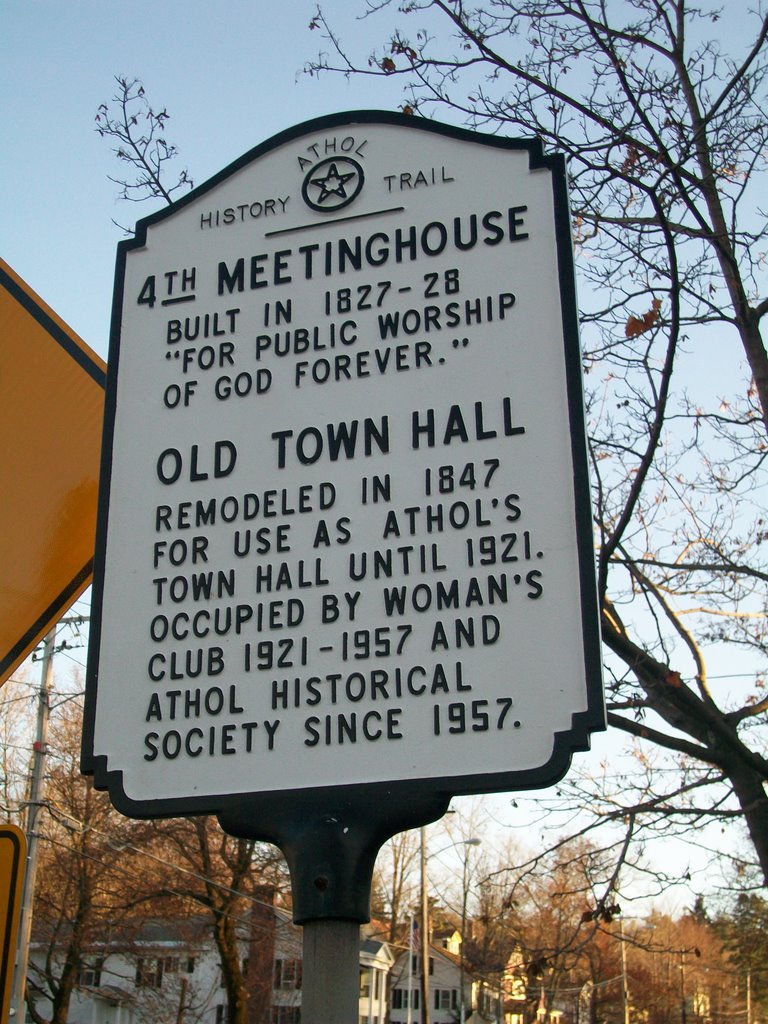 ATHOL
HISTORY TRAIL
4TH MEETINGHOUSE
BUILT IN 1827-28
"FOR PUBLIC WORSHIP
OF GOD FOREVER."
OLD TOWN HALL
REMODELED IN 1847
FOR USE AS ATHOL'S
TOWN HALL UNTIL 1921.
OCCUPIED BY WOMAN'S
CLUB 1921-1957 AND
ATHOL HISTORICAL
SOCIETY SINCE 1957.